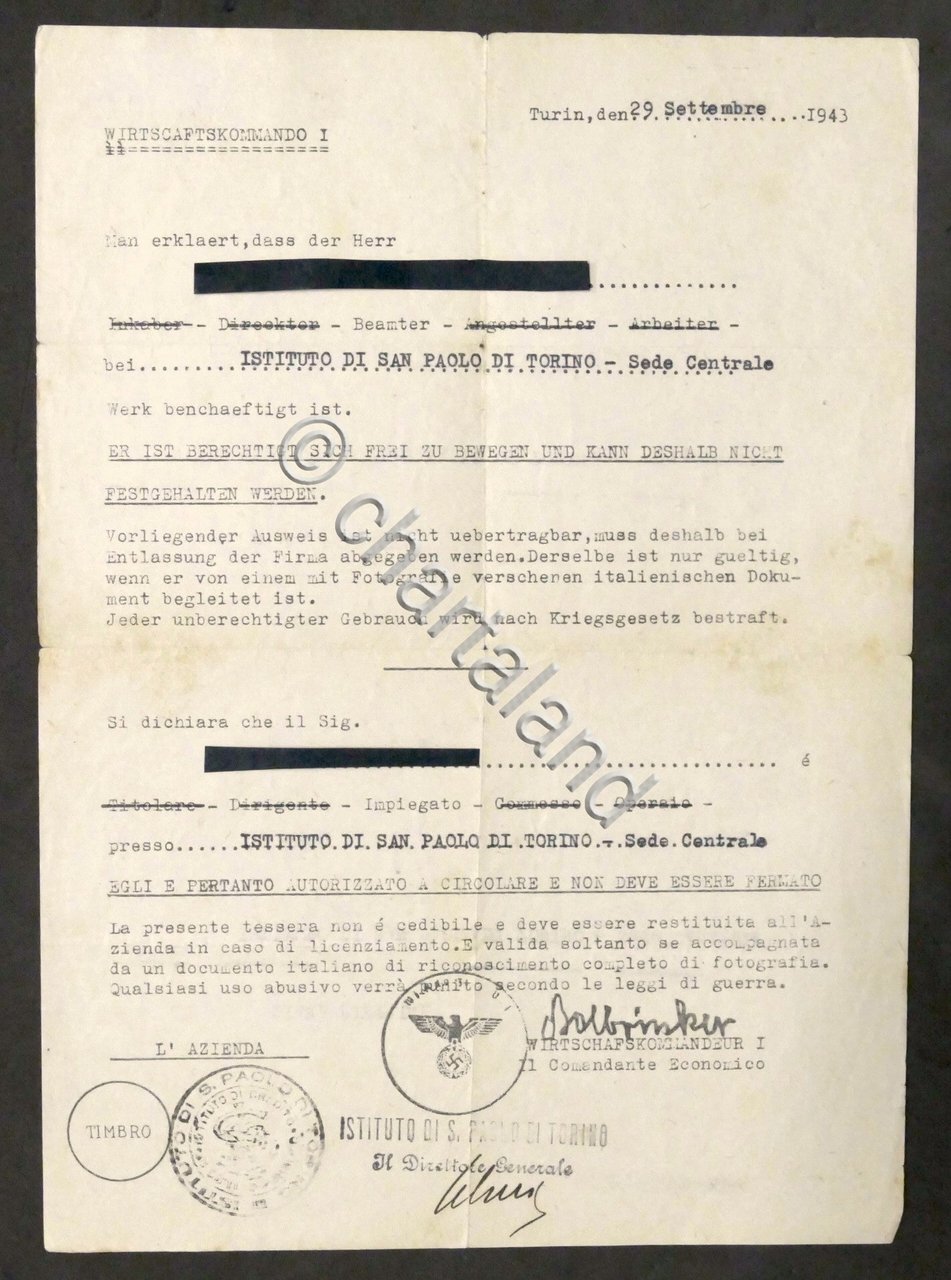 Turin,den 29 Settembre 1943
WIRTSCAFTSKOMMANDO I
Man erklaert,dass der Herr
Inhaber - Direcktor - Beamter - Angestellter - Arbeiter -
bei.........ISTITUTO DI SAN PAOLO DI TORINO - Sede Centrale
Werk benchaeftigt ist.
ER IST BERECHTIGT SICH FREI ZU BEWEGEN UND KANN DESHALB NICHT
FESTGEHALTEN WERDEN.
Vorliegender Ausweis ist nicht uebertragbar,muss deshalb bei
Entlassung der Firma abgegeben werden.Derselbe ist nur gueltig,
wenn er von einem mit Fotografie verschenen italienischen Doku-
ment begleitet ist.
Jeder unberechtigter Gebrauch wird nach Kriegsgesetz bestraft.
Si dichiara che il Sig.
é
Titolare - Dirigente - Impiegato - Commesso - Operaio -
presso......ISTITUTO.DI.SAN.PAOLO DI.TORINO.-.Sede.Centrale
EGLI E PERTANTO AUTORIZZATO A CIRCOLARE E NON DEVE ESSERE FERMATO
La presente tessera non é cedibile e deve essere restituita all'A-
zienda in caso di licenziamento.E valida soltanto se accompagnata
da un documento italiano di riconoscimento completo di fotografia.
Qualsiasi uso abusivo verrà punito secondo le leggi di guerra.
WIRTSCHAFSKOMMANDEUR I
Il Comandante Economico
L' AZIENDA
TIMBRO
ISTITUTO DI S. PAOLO DI TORINO
ISTITUTO DI S. PAOLO DI TORINO
Il Direttore Generale
© chartaland